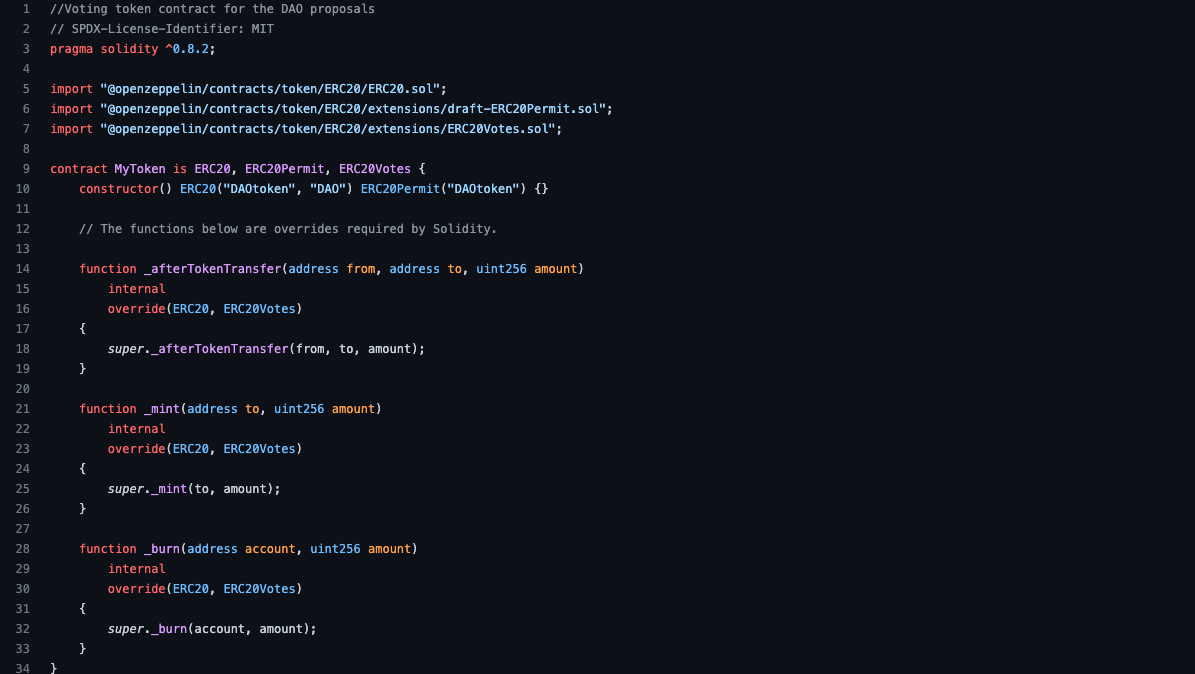 1 //Voting token contract for the DAO proposals
2 // SPDX-License-Identifier: MIT
3 pragma solidity ^0.8.2;
4
5 import "@openzeppelin/contracts/token/ERC20/ERC20.sol";
6 import "@openzeppelin/contracts/token/ERC20/extensions/draft-ERC20Permit.sol";
7 import "@openzeppelin/contracts/token/ERC20/extensions/ERC20Votes.sol";
8
9 contract MyToken is ERC20, ERC20Permit, ERC20Votes {
10     constructor() ERC20("DAOtoken", "DAO") ERC20Permit("DAOtoken") {}
11
12     // The functions below are overrides required by Solidity.
13
14     function _afterTokenTransfer(address from, address to, uint256 amount)
15         internal
16         override(ERC20, ERC20Votes)
17     {
18         super._afterTokenTransfer(from, to, amount);
19     }
20
21     function _mint(address to, uint256 amount)
22         internal
23         override(ERC20, ERC20Votes)
24     {
25         super._mint(to, amount);
26     }
27
28     function _burn(address account, uint256 amount)
29         internal
30         override(ERC20, ERC20Votes)
31     {
32         super._burn(account, amount);
33     }
34 }